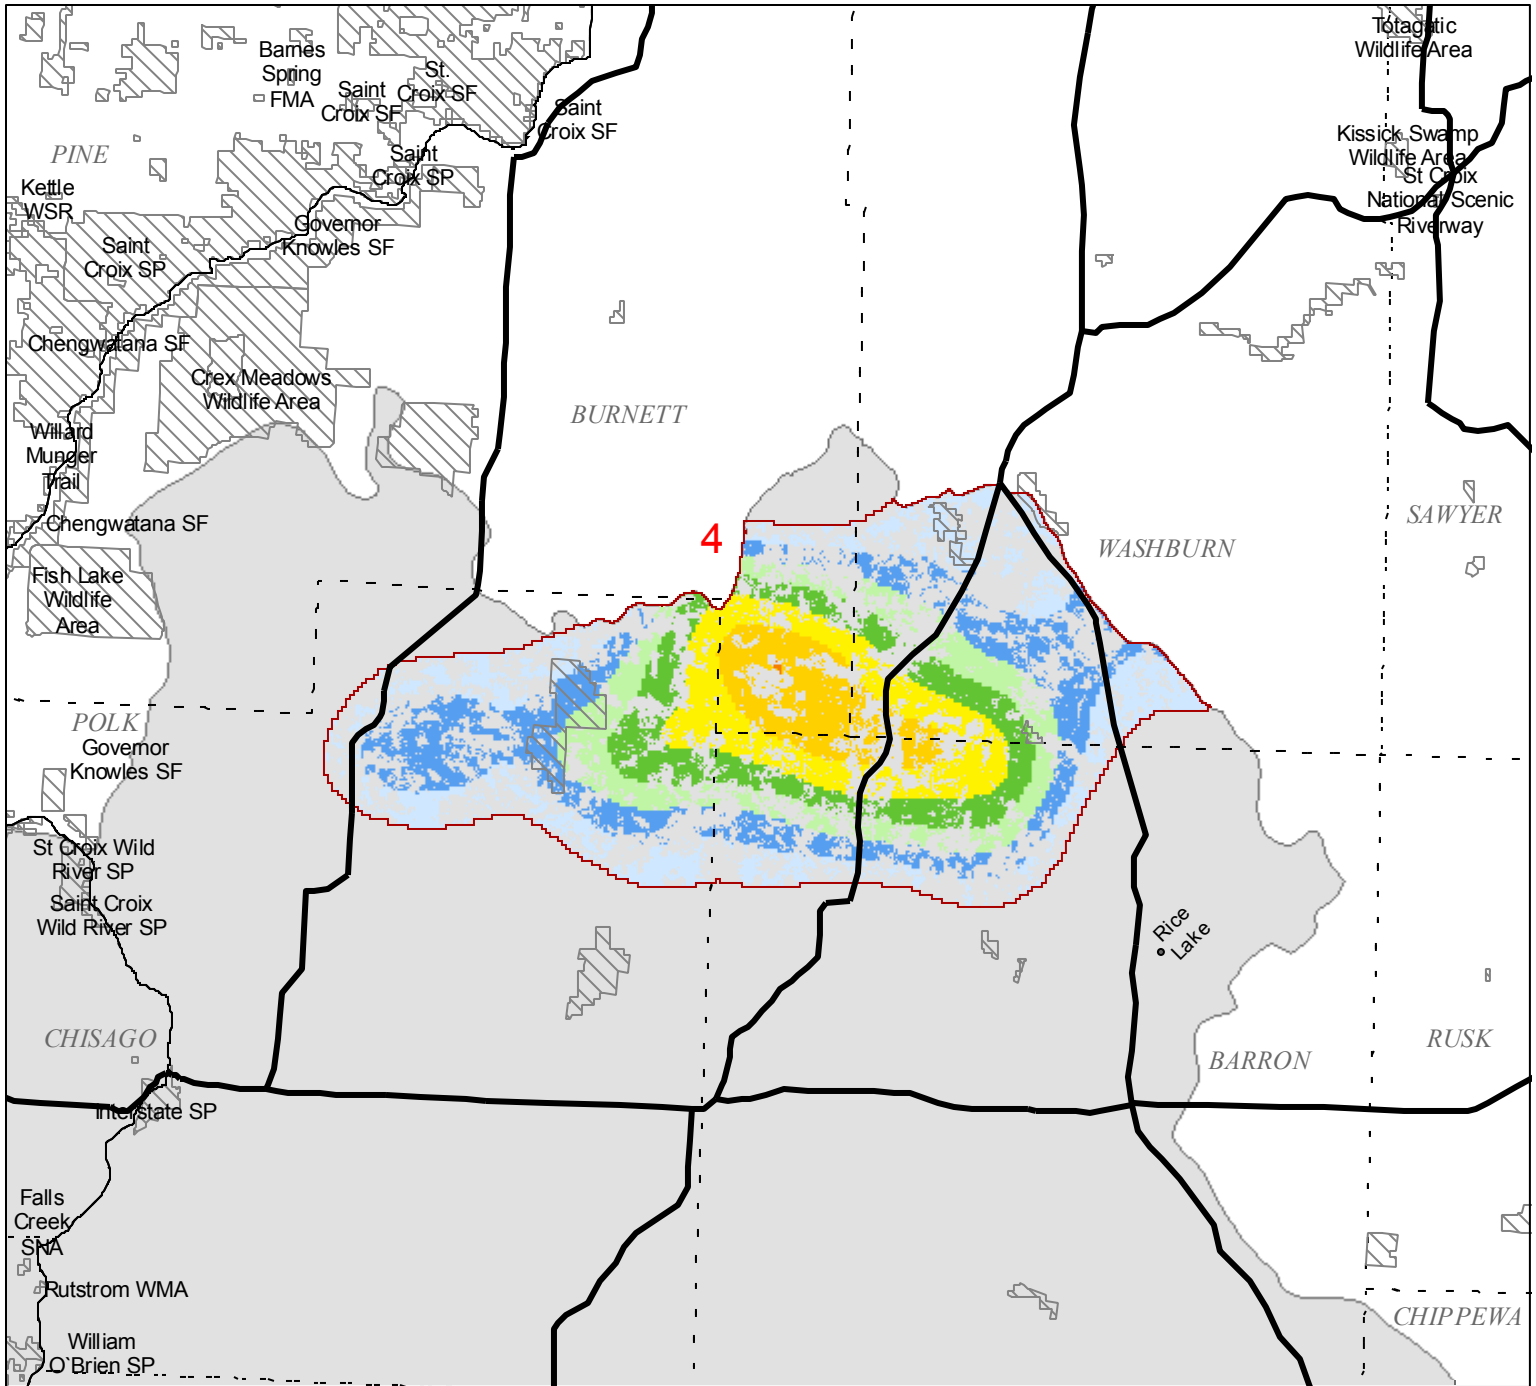 Totagatic
Wildlife Area
Barnes
Spring
FMA
St.
Croix SF
Saint
Croix SF
Saint
Croix SF
Kissick Swamp
Wildlife Area
St Croix
National Scenic
Riverway
PINE
Saint
Croix SP
Kettle
WSR
Governor
Knowles SF
Saint
Croix SP
Chengwatana SF
Crex Meadows
Wildlife Area
BURNETT
Willard
Munger
Trail
Chengwatana SF
SAWYER
4
WASHBURN
Fish Lake
Wildlife
Area
POLK
Governor
Knowles SF
St Croix Wild
River SP
Saint Croix
Wild River SP
Rice
Lake
CHISAGO
RUSK
BARRON
Interstate SP
Falls
Creek
SNA
Rutstrom WMA
CHIPPEWA
William
O`Brien SP